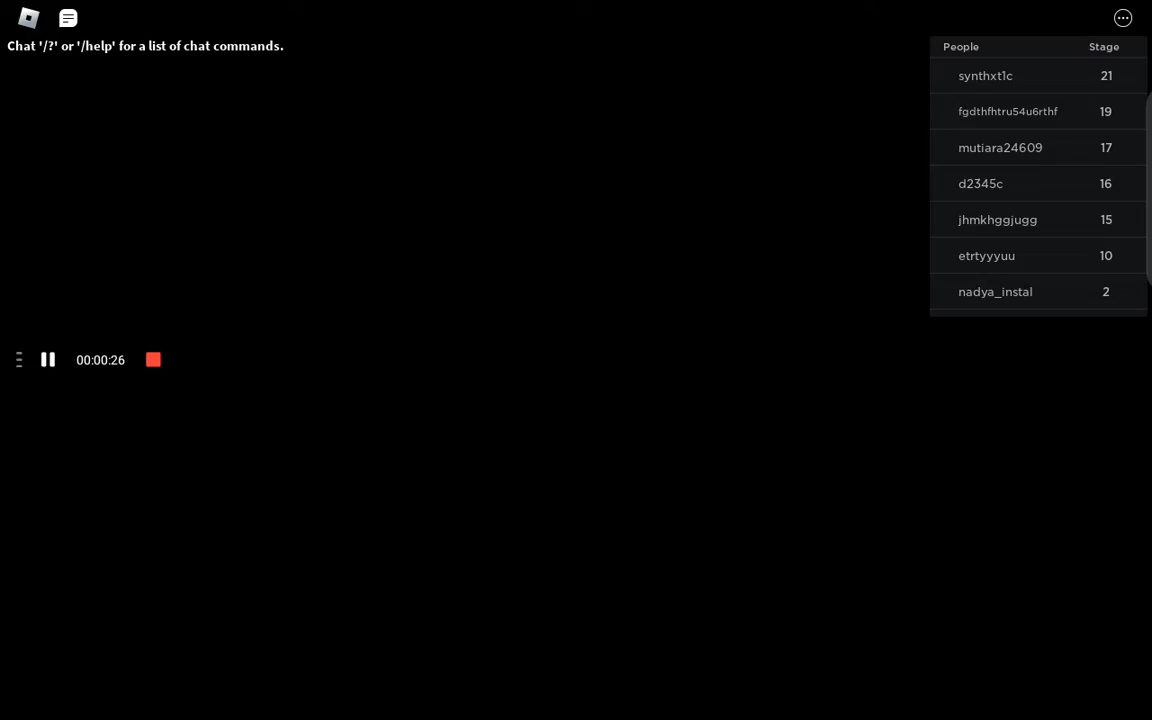 Chat '/?' or '/help' for a list of chat commands.
People Stage
synthxt1c 21
fgdthfhtru54u6rthf 19
mutiara24609 17
d2345c 16
jhmkhggjugg 15
etrtyyyuu 10
nadya_instal 2
00:00:26